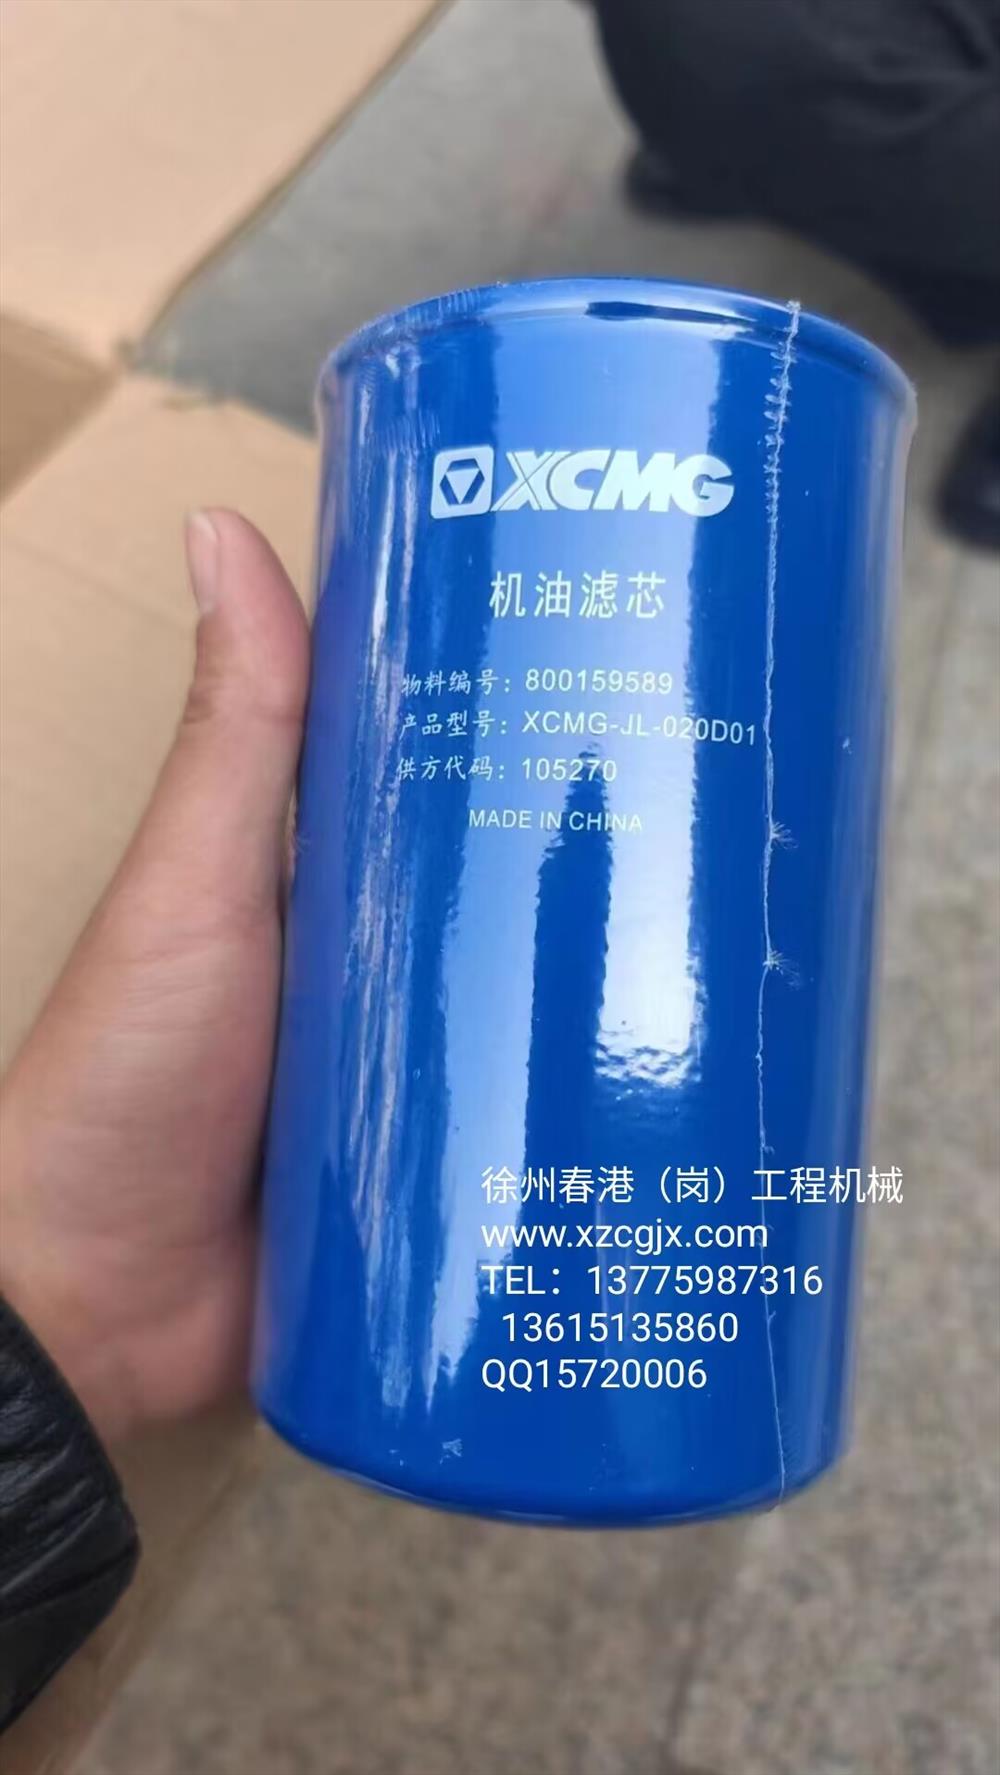 XCMG
机油滤芯
物料编号：800159589
产品型号：XCMG-JL-020D01
供方代码：105270
MADE IN CHINA
徐州春港（岗）工程机械
www.xzcgjx.com
TEL：13775987316
13615135860
QQ15720006